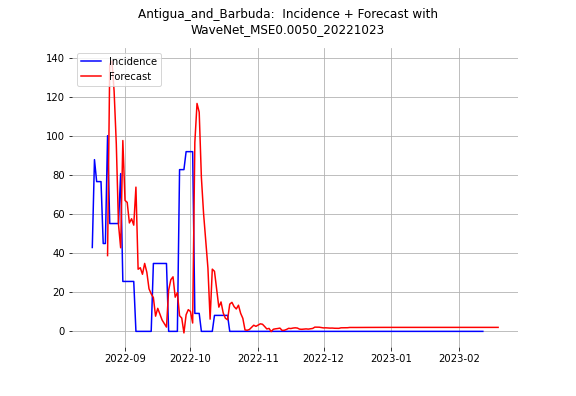 Antigua_and_Barbuda:  Incidence + Forecast with
WaveNet_MSE0.0050_20221023
Incidence
Forecast
140
120
100
80
60
40
20
0
2022-09 2022-10 2022-11 2022-12 2023-01 2023-02